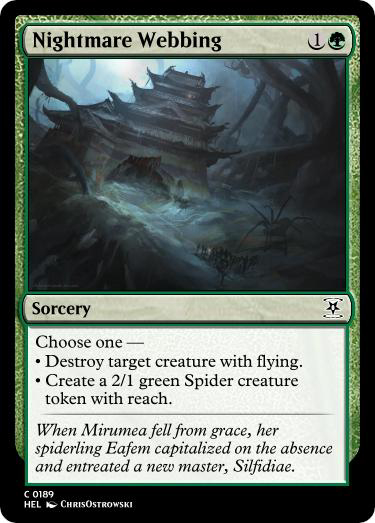 Nightmare Webbing 1
Sorcery
Choose one —
• Destroy target creature with flying.
• Create a 2/1 green Spider creature
token with reach.
When Mirumea fell from grace, her
spiderling Eafem capitalized on the absence
and entreated a new master, Silfidiae.
C 0189
HEL ChrisOstrowski